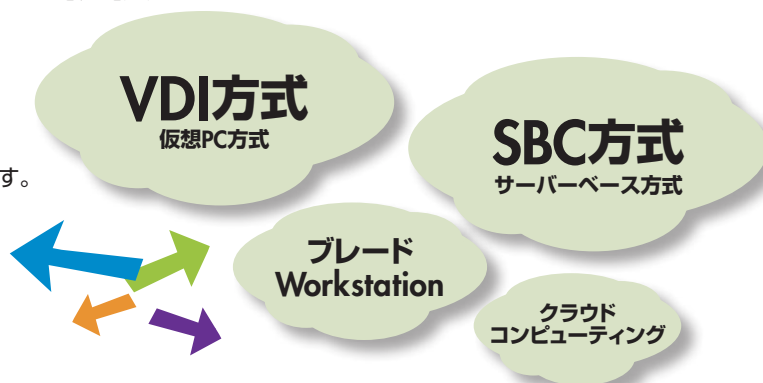 VDI方式
仮想PC方式
SBC方式
サーバーベース方式
す。
ブレード
Workstation
クラウド
コンピューティング